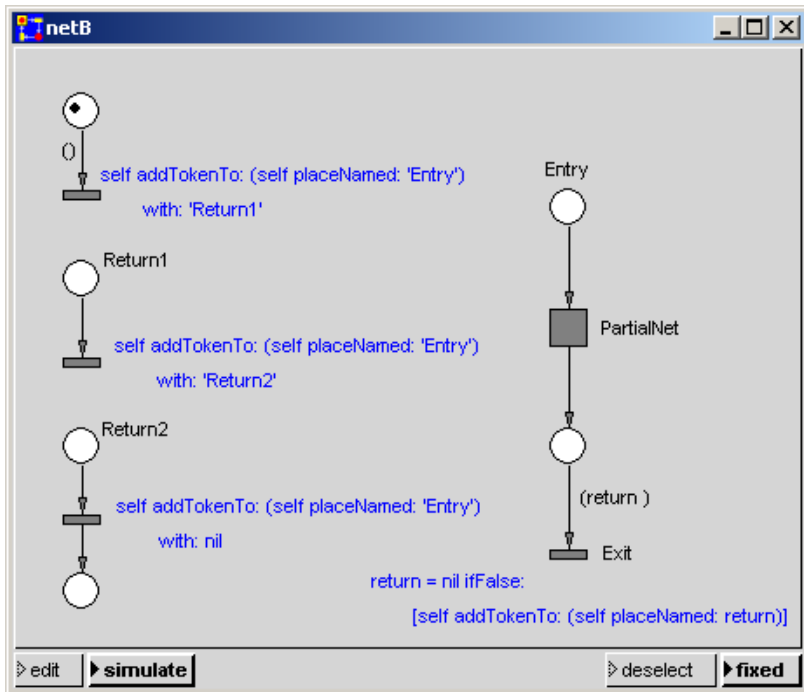 netB
()
self addTokenTo: (self placeNamed: 'Entry')
with: 'Return1'
Entry
Return1
self addTokenTo: (self placeNamed: 'Entry')
with: 'Return2'
PartialNet
Return2
self addTokenTo: (self placeNamed: 'Entry')
with: nil
(return )
Exit
return = nil ifFalse:
[self addTokenTo: (self placeNamed: return)]
edit
simulate
deselect
fixed